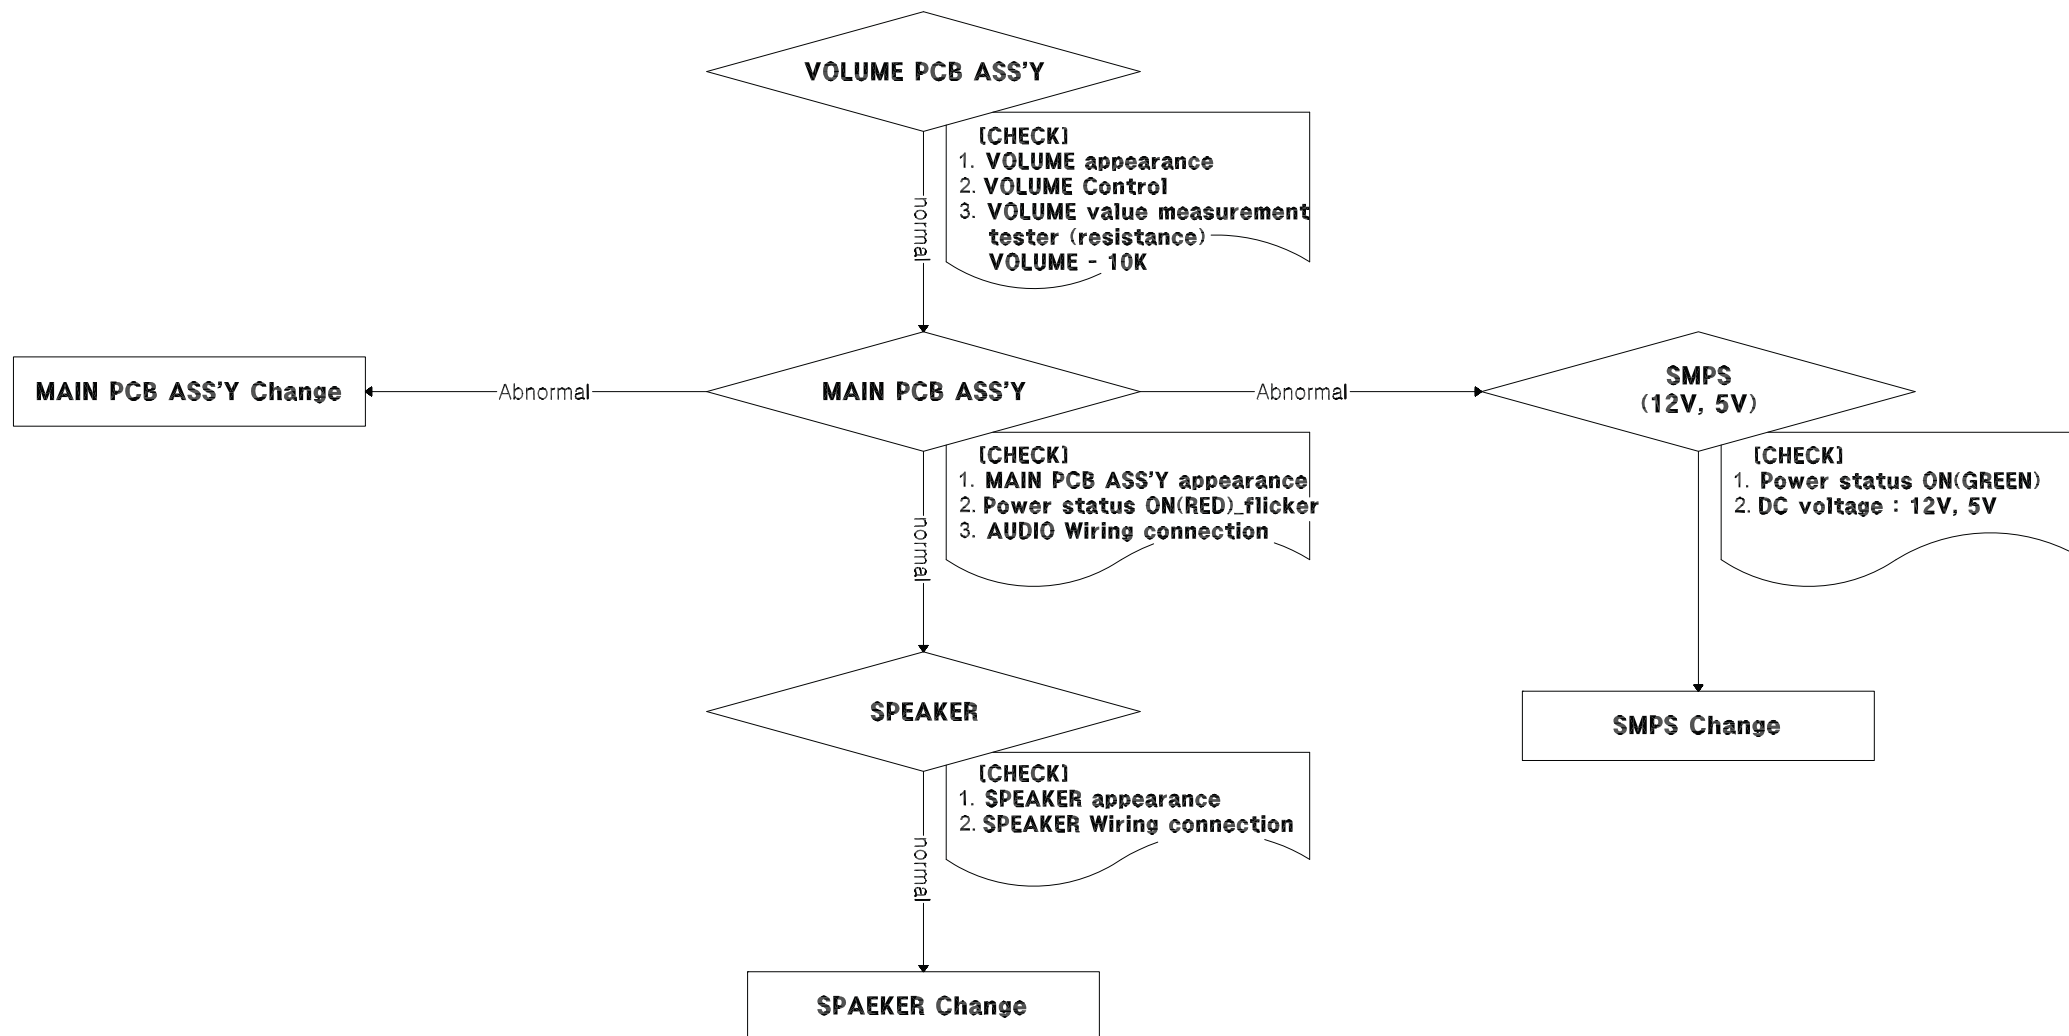 VOLUME PCB ASS'Y
[CHECK]
1. VOLUME appearance
2. VOLUME Control
3. VOLUME value measurement
tester (resistance)
VOLUME - 10K
normal
MAIN PCB ASS'Y Change
Abnormal
MAIN PCB ASS'Y
Abnormal
SMPS
(12V, 5V)
[CHECK]
1. MAIN PCB ASS'Y appearance
2. Power status ON(RED)_flicker
3. AUDIO Wiring connection
normal
[CHECK]
1. Power status ON(GREEN)
2. DC voltage : 12V, 5V
SPEAKER
SMPS Change
[CHECK]
1. SPEAKER appearance
2. SPEAKER Wiring connection
normal
SPAEKER Change